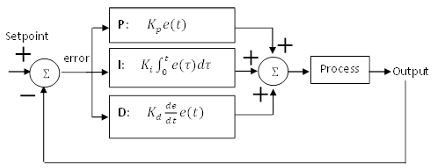 Setpoint
+
−
Σ
error
P: K_p e(t)
I: K_i ∫_0^t e(τ)dτ
D: K_d de/dt e(t)
+
+
+
Σ
Process
Output